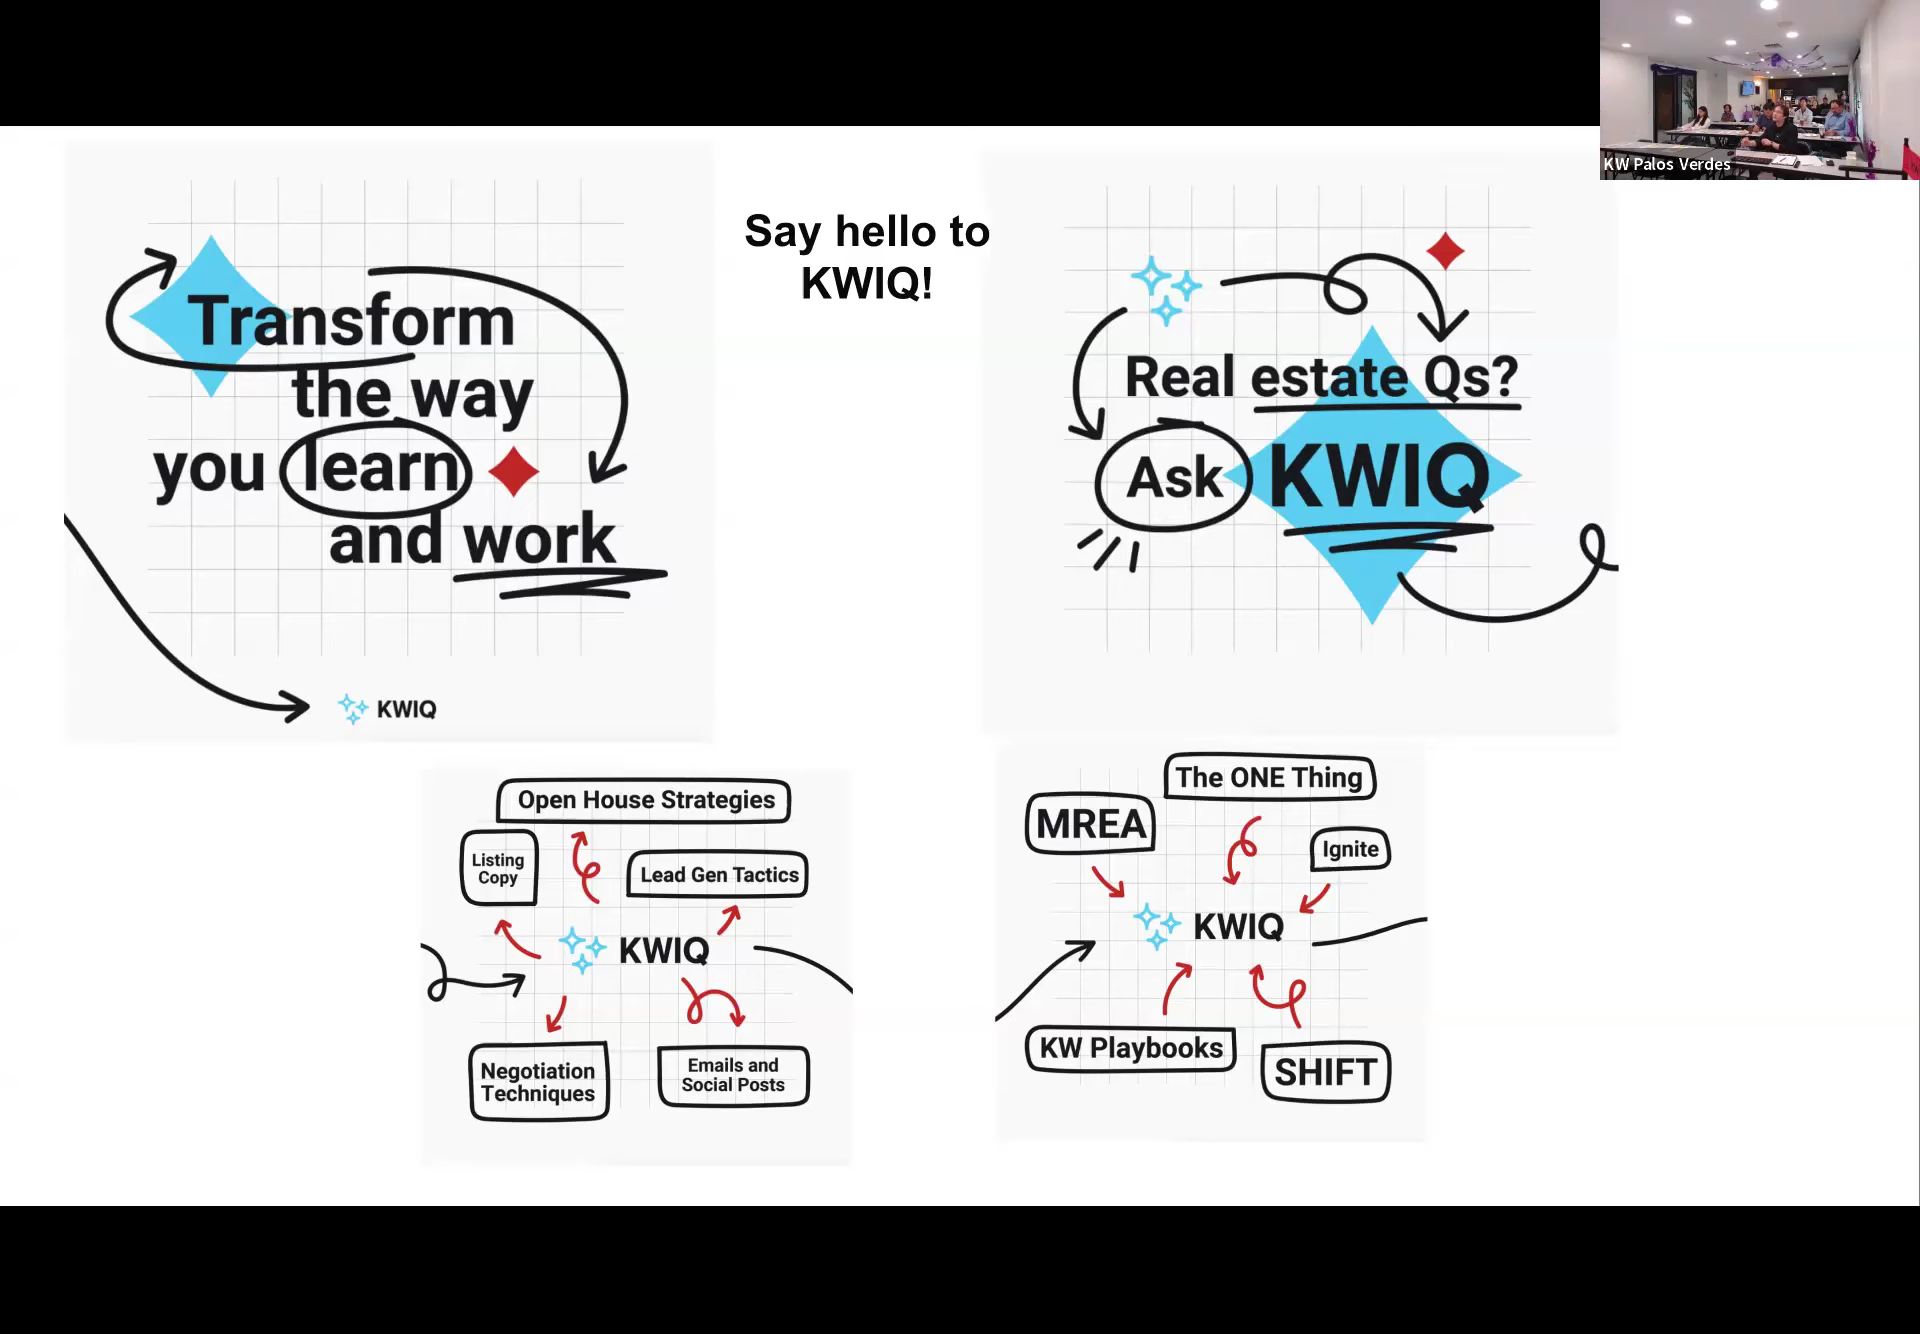 KW Palos Verdes
Say hello to
KWIQ!
Transform
the way
you learn
and work
KWIQ
Real estate Qs?
Ask KWIQ
Open House Strategies
Listing
Copy
Lead Gen Tactics
KWIQ
Negotiation
Techniques
Emails and
Social Posts
The ONE Thing
MREA
Ignite
KWIQ
KW Playbooks
SHIFT